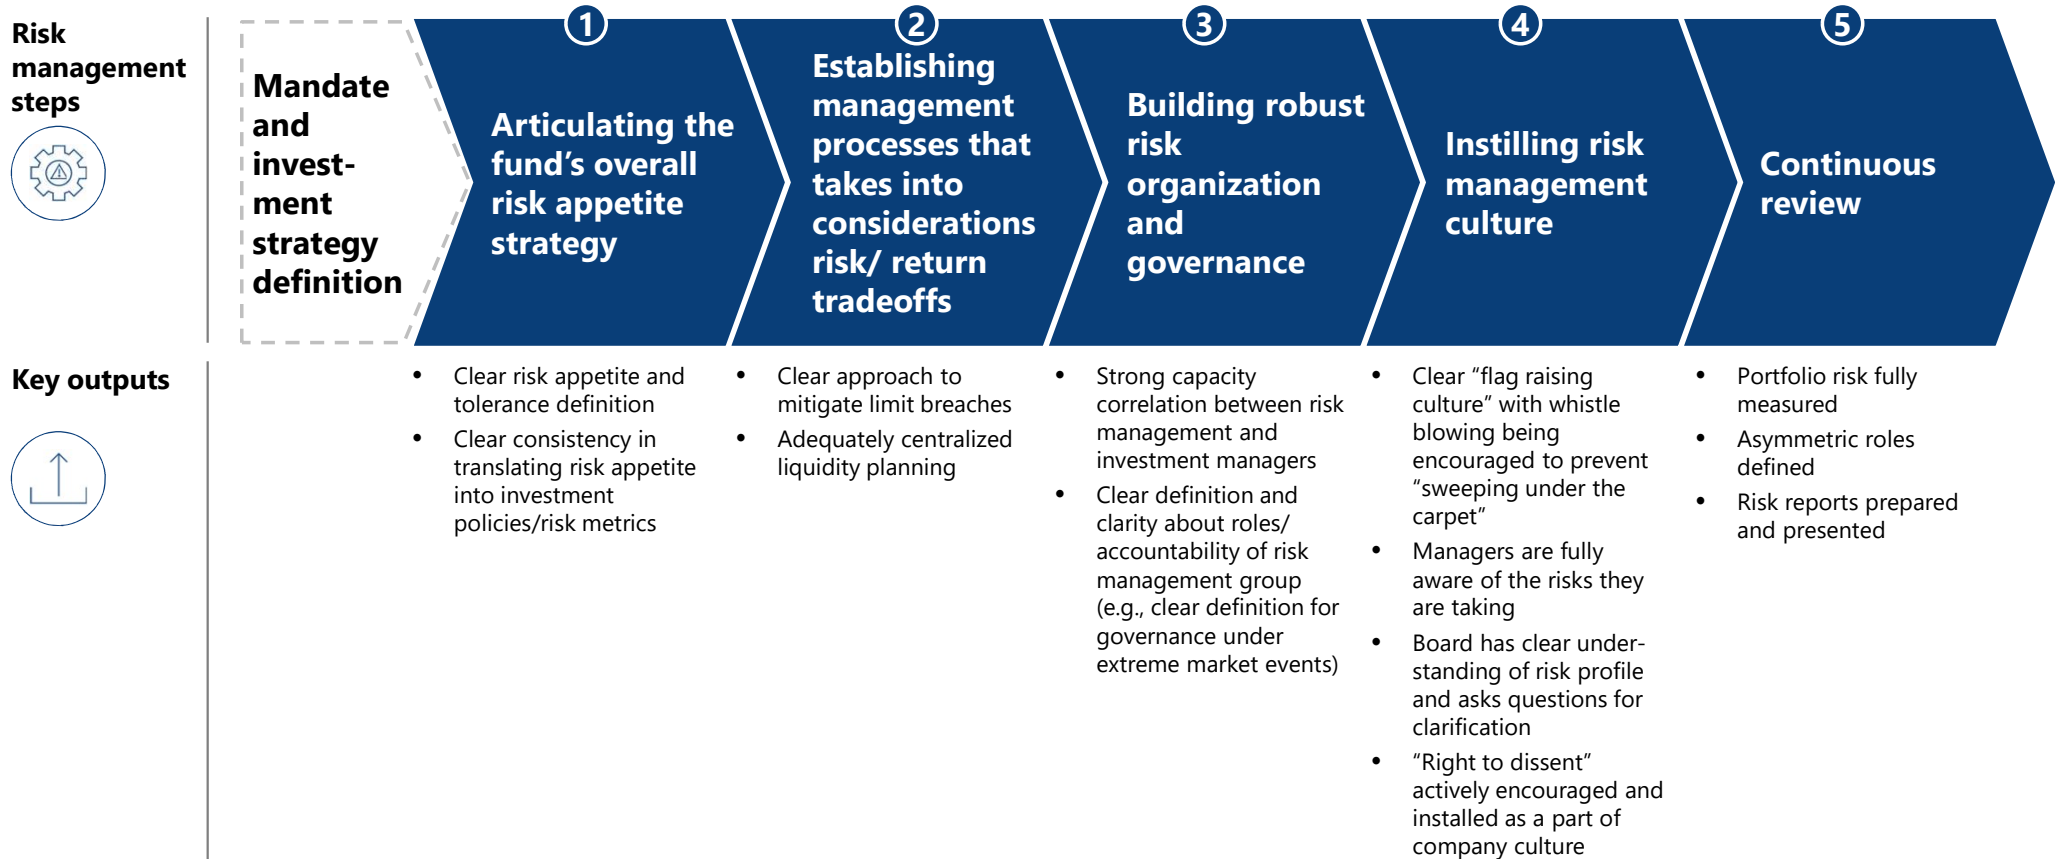 Risk
management
steps
Mandate
and
invest-
ment
strategy
definition
1
Articulating the
fund’s overall
risk appetite
strategy
2
Establishing
management
processes that
takes into
considerations
risk/ return
tradeoffs
3
Building robust
risk
organization
and
governance
4
Instilling risk
management
culture
5
Continuous
review
Key outputs
• Clear risk appetite and
tolerance definition
• Clear consistency in
translating risk appetite
into investment
policies/risk metrics
• Clear approach to
mitigate limit breaches
• Adequately centralized
liquidity planning
• Strong capacity
correlation between risk
management and
investment managers
• Clear definition and
clarity about roles/
accountability of risk
management group
(e.g., clear definition for
governance under
extreme market events)
• Clear “flag raising
culture” with whistle
blowing being
encouraged to prevent
“sweeping under the
carpet”
• Managers are fully
aware of the risks they
are taking
• Board has clear under-
standing of risk profile
and asks questions for
clarification
• “Right to dissent”
actively encouraged and
installed as a part of
company culture
• Portfolio risk fully
measured
• Asymmetric roles
defined
• Risk reports prepared
and presented